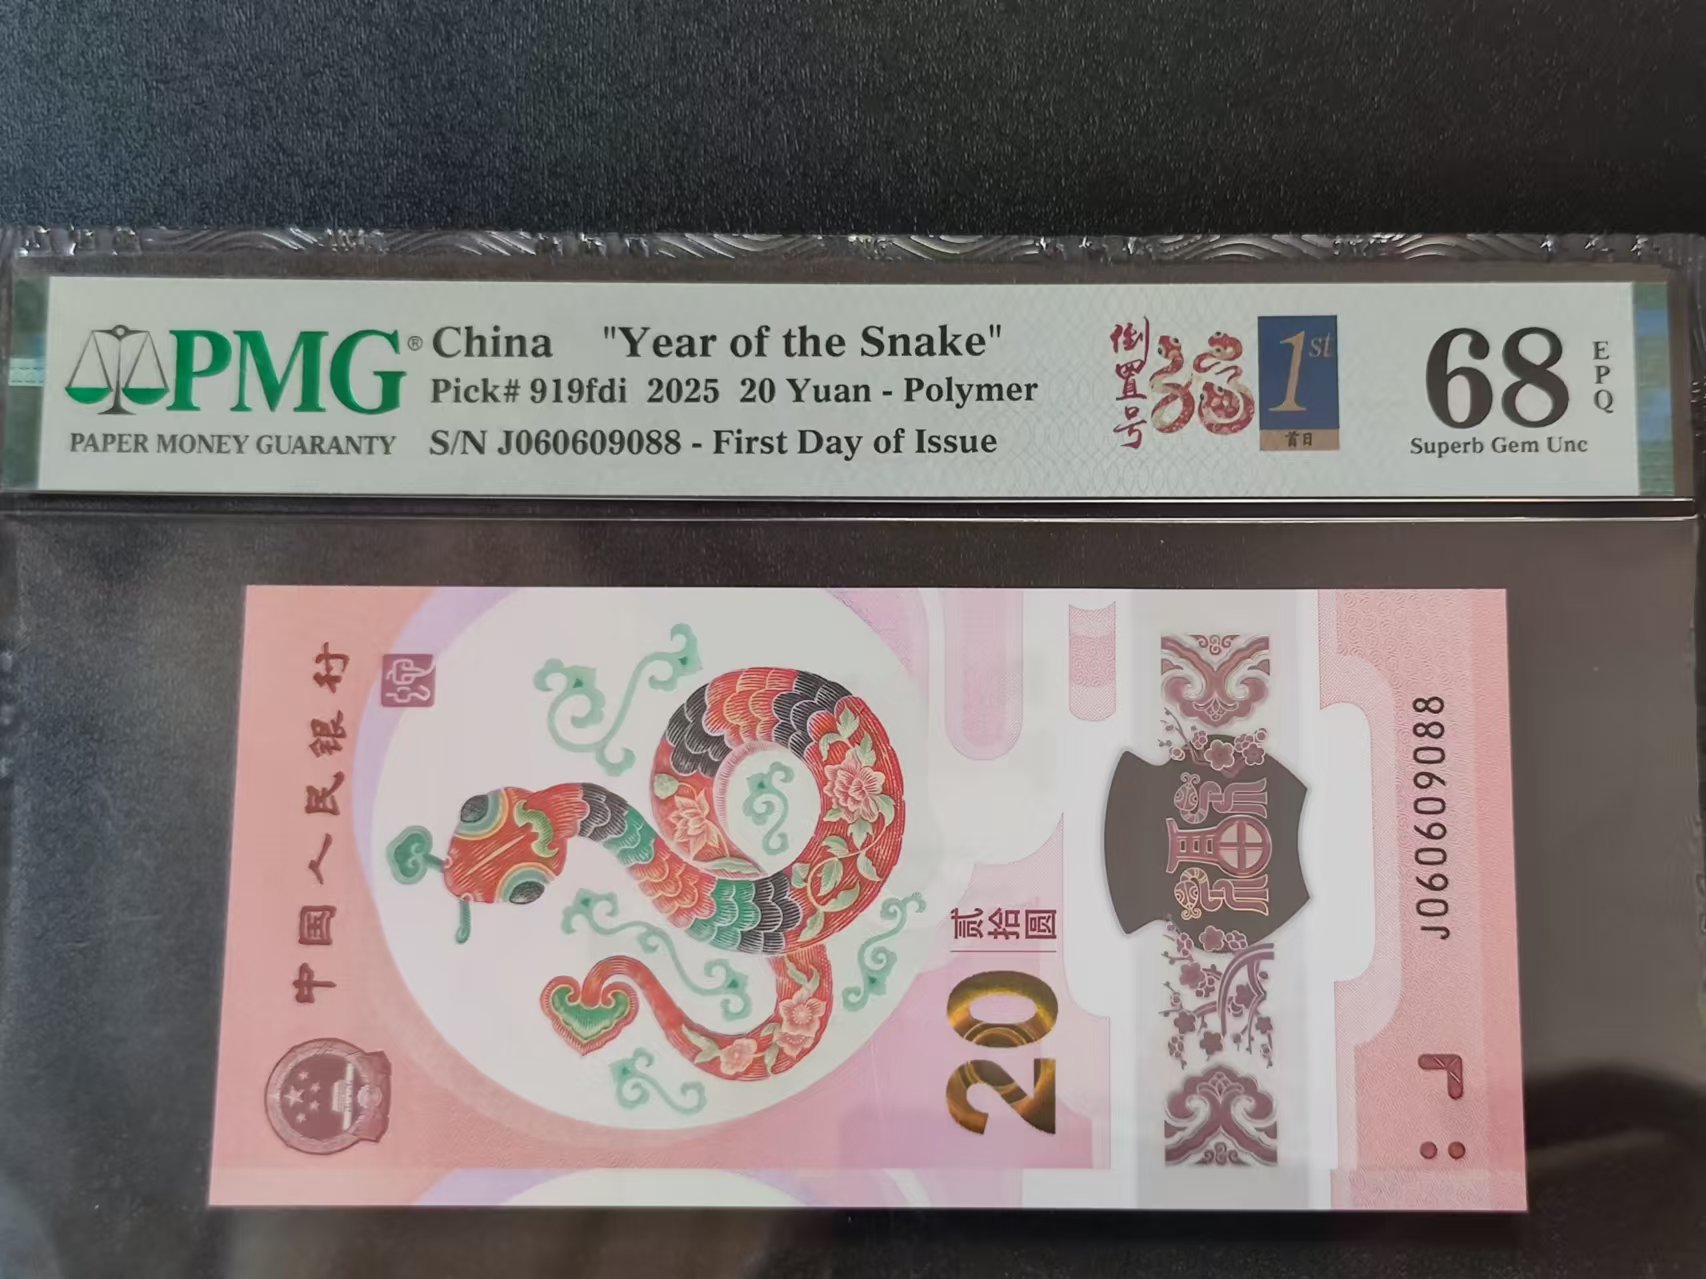 PMG®
PAPER MONEY GUARANTY
China "Year of the Snake"
Pick# 919fdi 2025 20 Yuan - Polymer
S/N J060609088 - First Day of Issue
倒置号
1st
首日
68
EPQ
Superb Gem Unc
中国人民银行
20
贰拾圆
J060609088